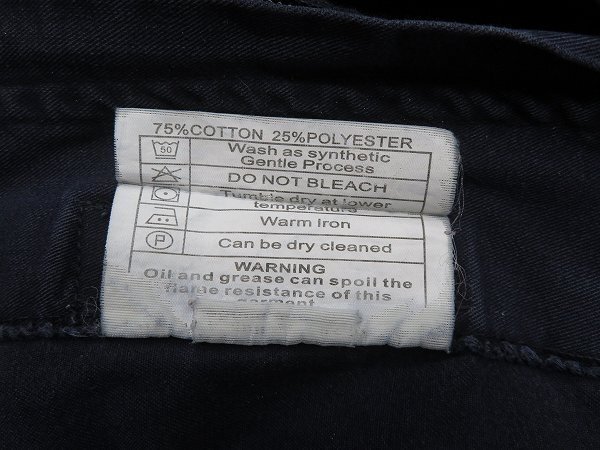 75%COTTON 25%POLYESTER
50
Wash as synthetic
Gentle Process
DO NOT BLEACH
Tumble dry at lower
temperature
Warm Iron
P
Can be dry cleaned
WARNING
Oil and grease can spoil the
flame resistance of this
garment